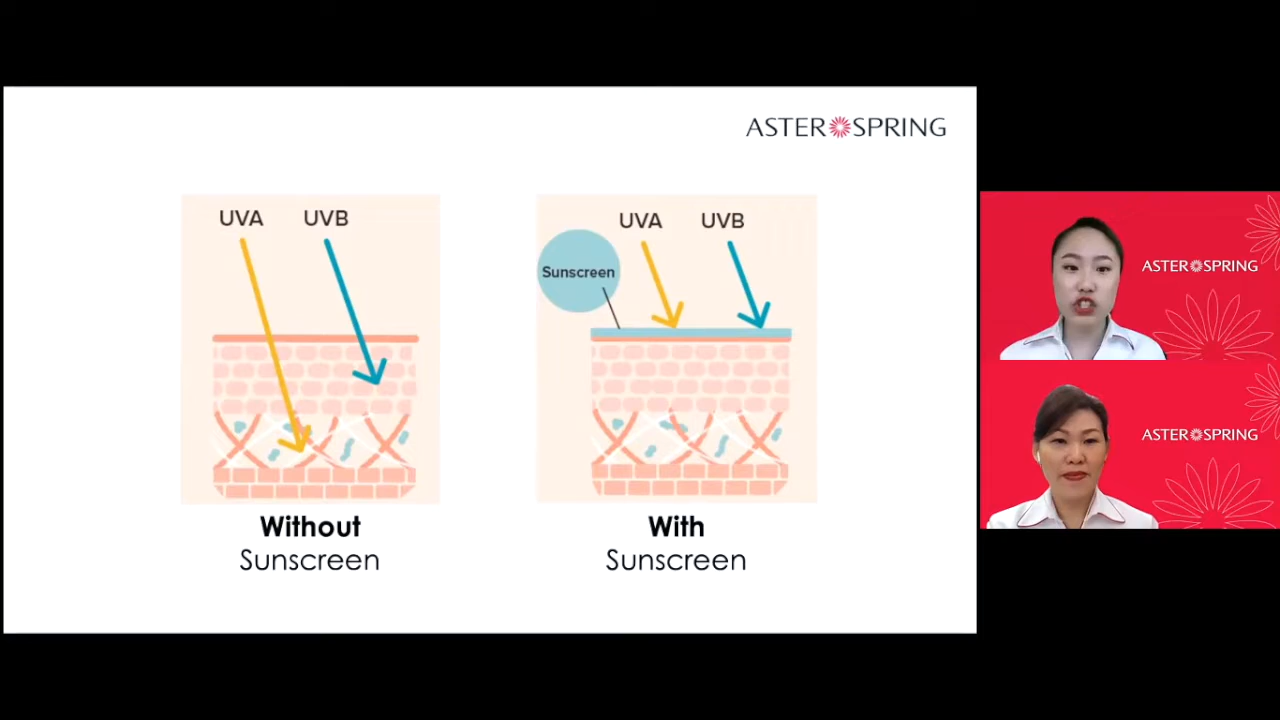 ASTER SPRING
UVA UVB
UVA UVB
Sunscreen
Without
Sunscreen
With
Sunscreen
ASTER SPRING
ASTER SPRING